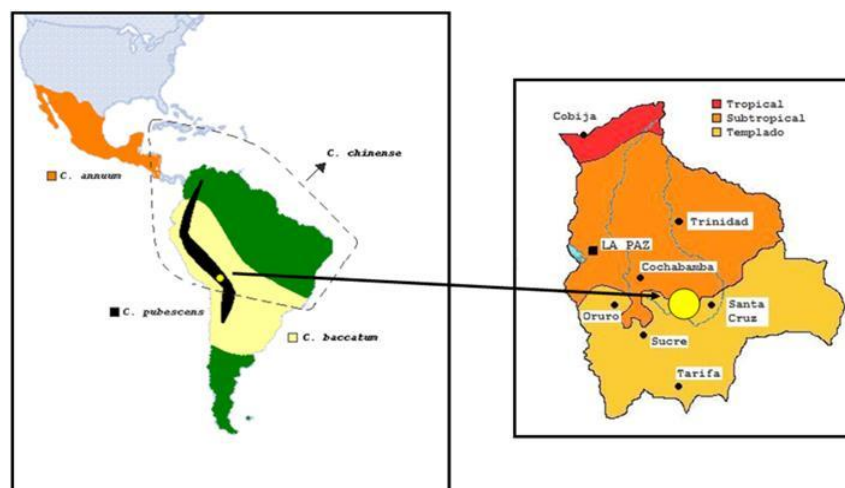 C. chinense
C. annuum
C. pubescens
C. baccatum
Tropical
Subtropical
Templado
Cobija
Trinidad
LA PAZ
Cochabamba
Oruro
Santa
Cruz
Sucre
Tarifa